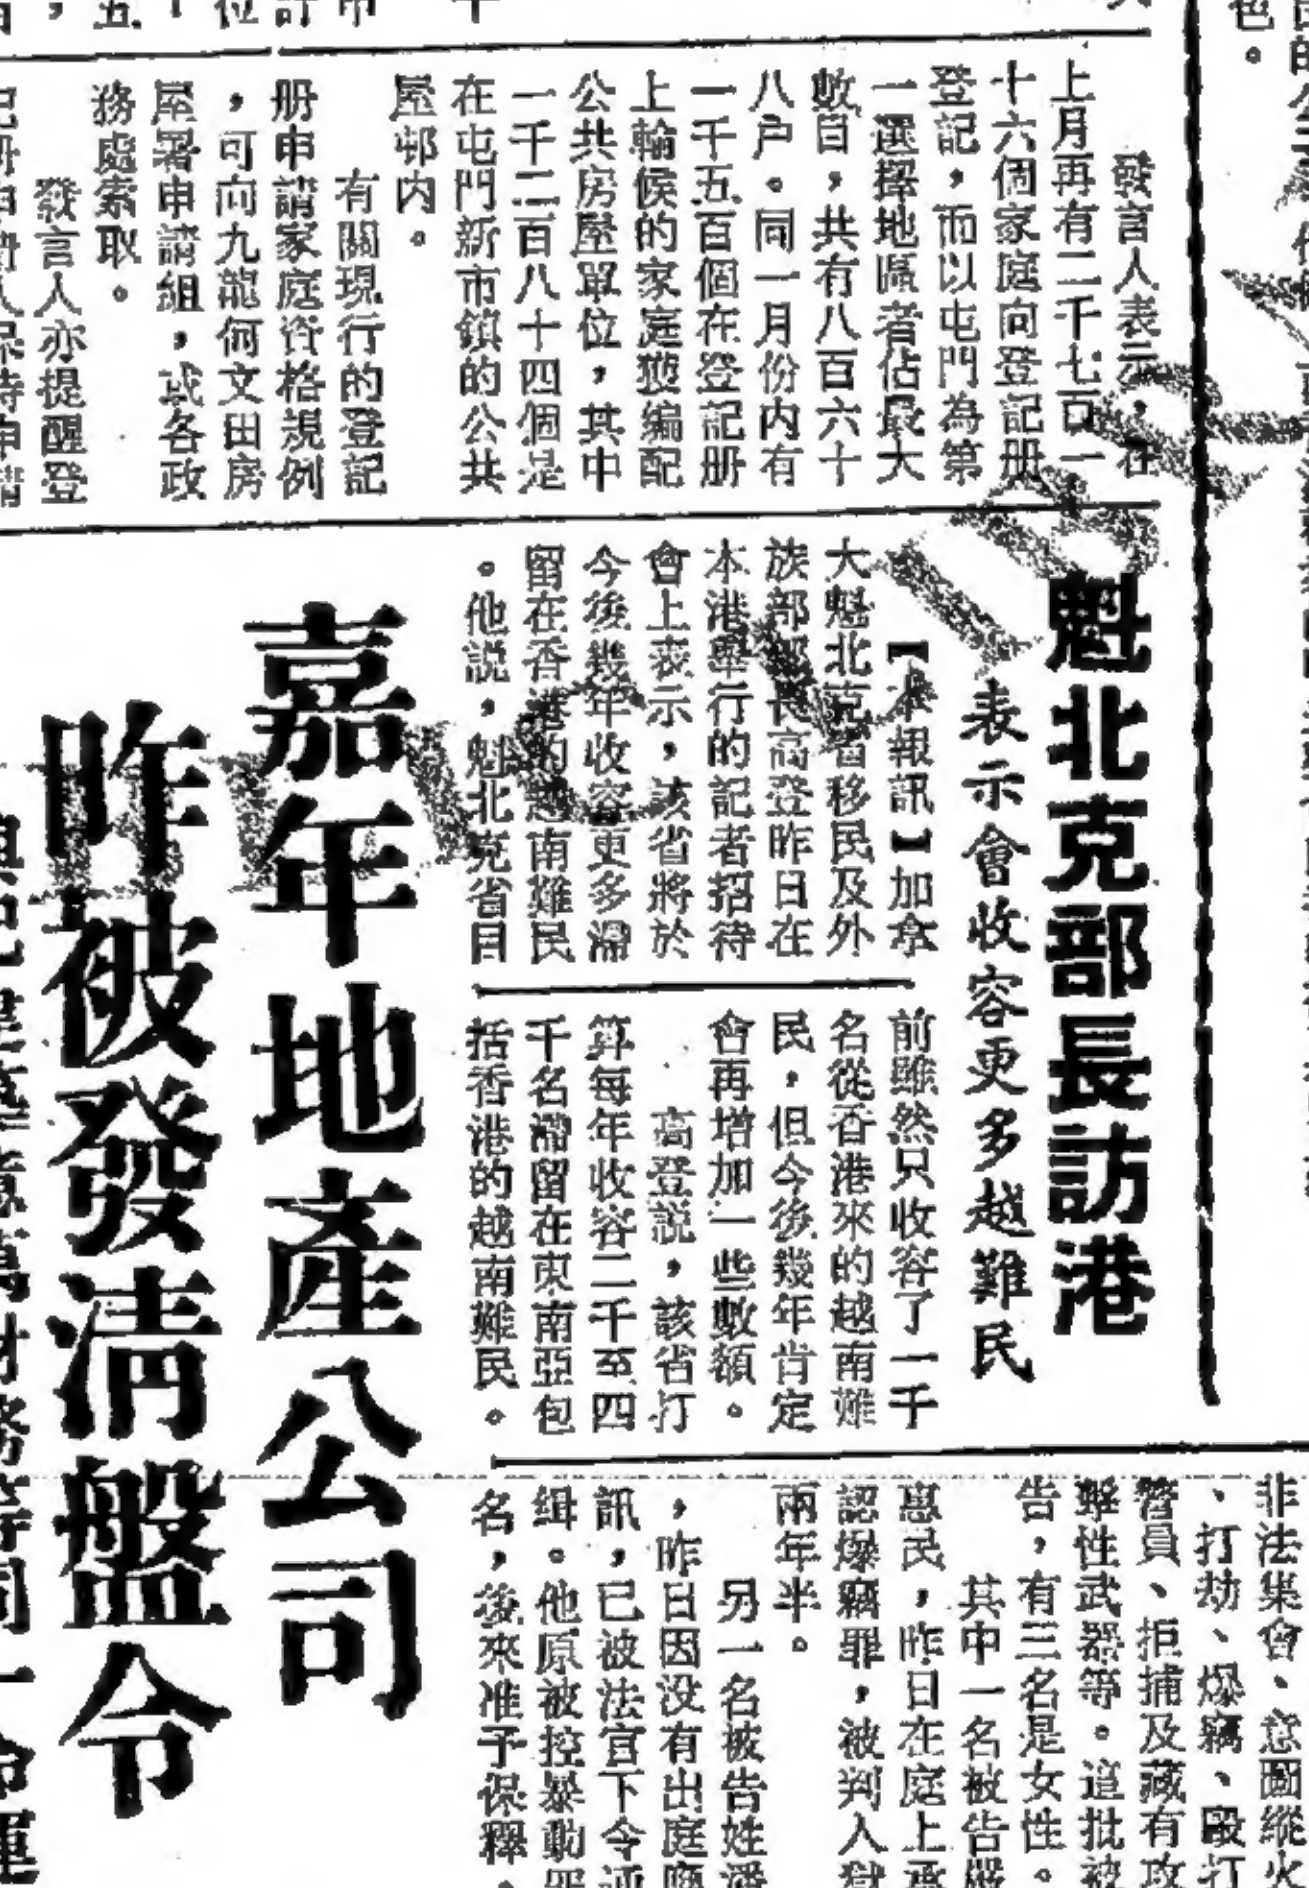 發言人表示，在
上月再有二千七百一
十六個家庭向登記册
登記，而以屯門為第
一選擇地區者佔最大
數目，共有八百六十
八户。同一月份内有
一千五百個在登記册
上輪候的家庭獲編配
公共房屋單位，其中
一千二百八十四個是
在屯門新市鎮的公共
屋邨内。
有關現行的登記
册申請家庭資格規例
，可向九龍何文田房
屋署申請組，或各政
務處索取。
發言人亦提醒登
魁北克部長訪港
表示會收容更多越難民
【本報訊】加拿
大魁北克省移民及外
族部部長高登昨日在
本港舉行的記者招待
會上表示，該省將於
今後幾年收容更多滯
留在香港的越南難民
。他説，魁北克省目
前雖然只收容了一千
名從香港來的越南難
民，但今後幾年肯定
會再增加一些數額。
高登説，該省打
算每年收容二千至四
千名滯留在東南亞包
括香港的越南難民。
嘉年地產公司
昨被發清盤令
非法集會、意圖縱火
、打劫、爆竊、毆打
警員、拒捕及藏有攻
擊性武器等。這批被
告，有三名是女性。
其中一名被告嚴
惠民，昨日在庭上承
認爆竊罪，被判入獄
兩年半。
另一名被告姓潘
，昨日因没有出庭應
訊，已被法官下令通
缉。他原被控暴動罪
名，後來准予保釋。